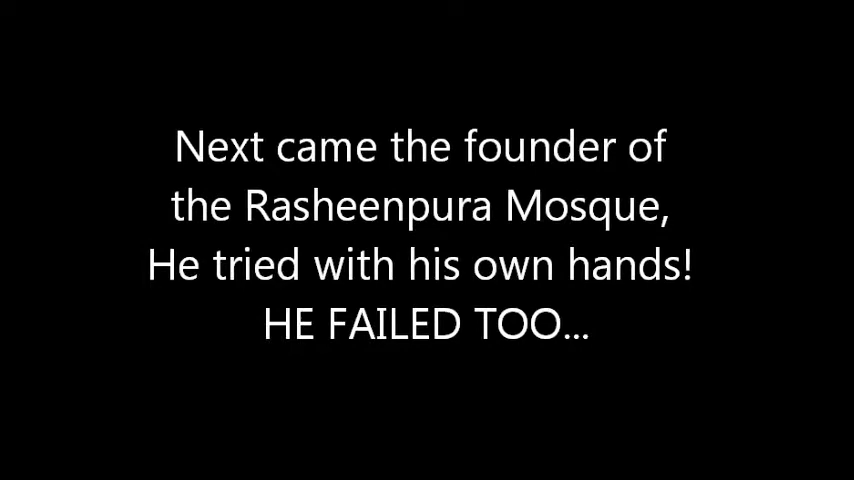 Next came the founder of
the Rasheenpura Mosque,
He tried with his own hands!
HE FAILED TOO...